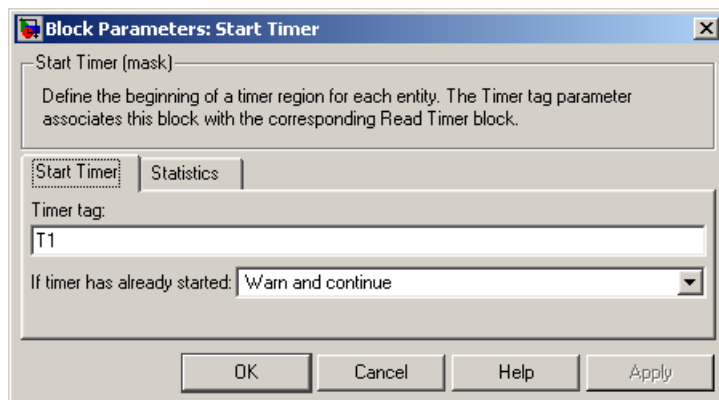 Block Parameters: Start Timer
Start Timer (mask)
Define the beginning of a timer region for each entity. The Timer tag parameter
associates this block with the corresponding Read Timer block.
Start Timer Statistics
Timer tag:
T1
If timer has already started: Warn and continue
OK Cancel Help Apply